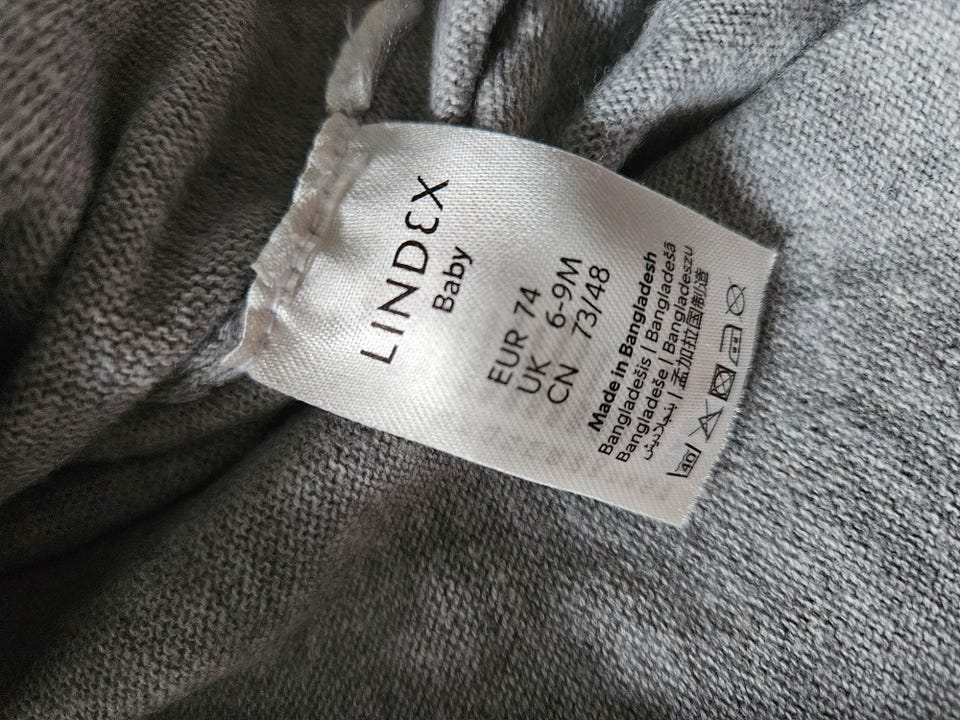 LINDEX
Baby
EUR 74
UK 6-9M
CN 73/48
Made in Bangladesh
Bangladešis | Bangladešā
Bangladeše | Bangladeszu
بنجلاديش | 孟加拉国制造
40